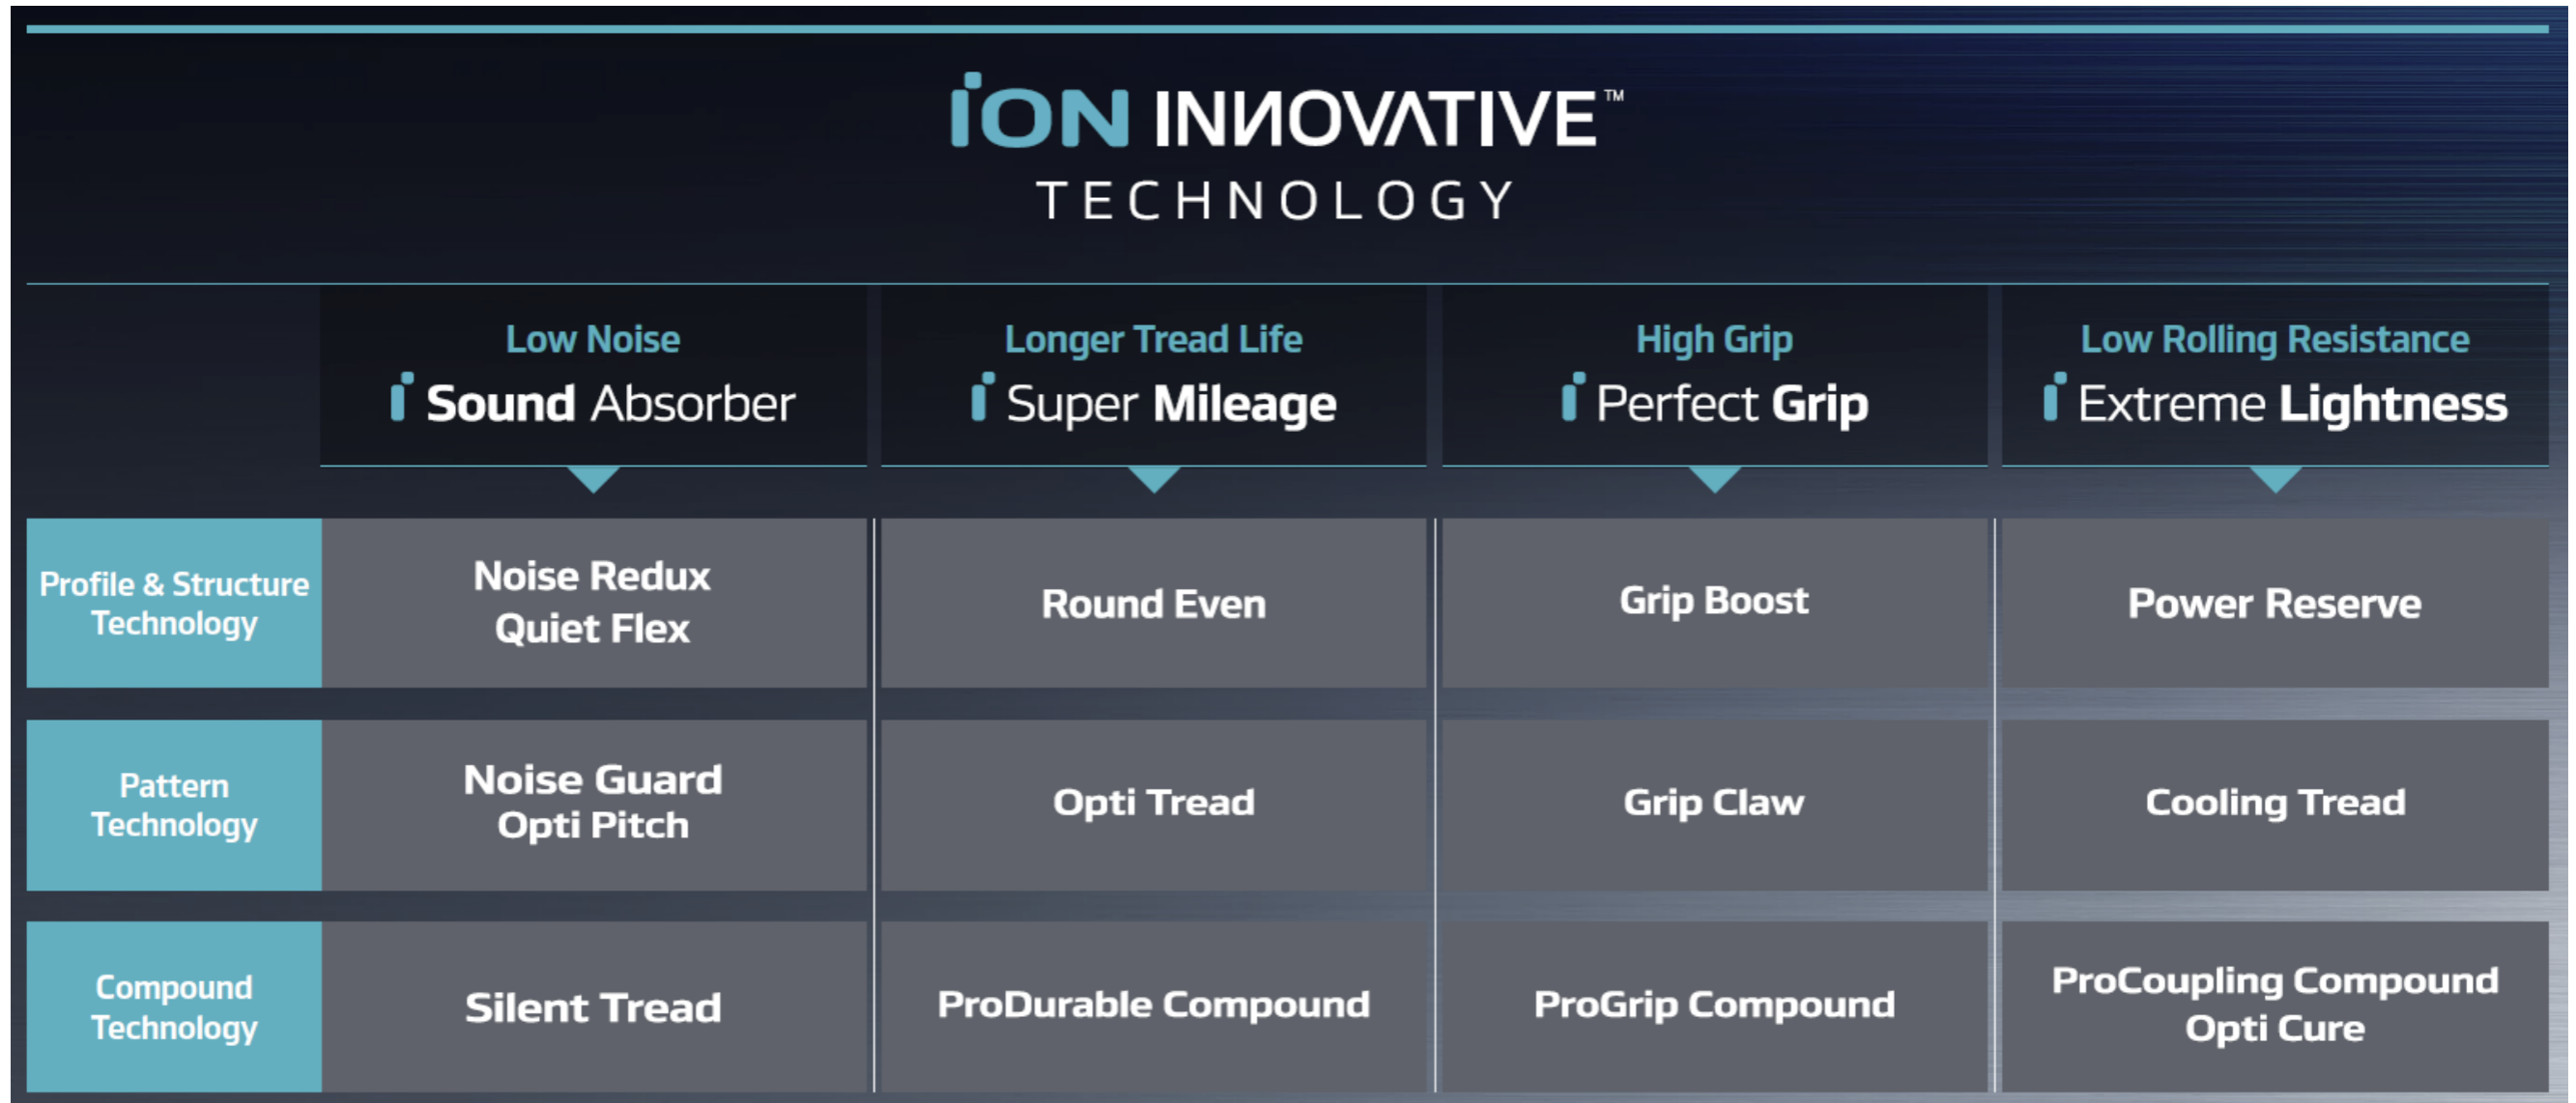 iON INNOVATIVE™
TECHNOLOGY
Low Noise
i Sound Absorber
Longer Tread Life
i Super Mileage
High Grip
i Perfect Grip
Low Rolling Resistance
i Extreme Lightness
Profile & Structure
Technology
Noise Redux
Quiet Flex
Round Even
Grip Boost
Power Reserve
Pattern
Technology
Noise Guard
Opti Pitch
Opti Tread
Grip Claw
Cooling Tread
Compound
Technology
Silent Tread
ProDurable Compound
ProGrip Compound
ProCoupling Compound
Opti Cure